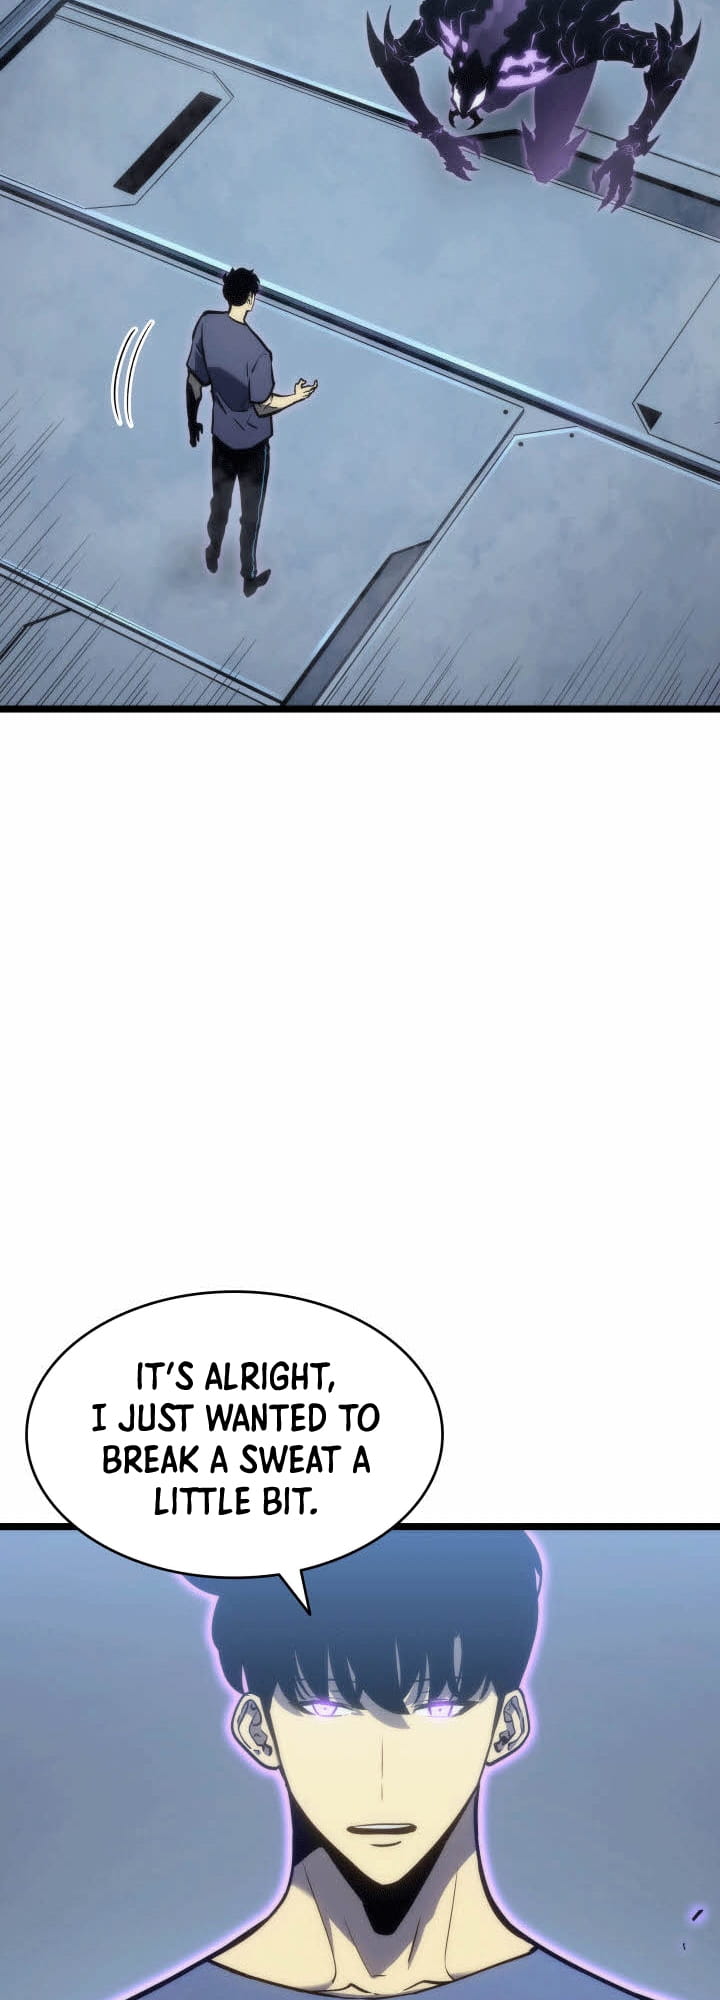 IT'S ALRIGHT,
I JUST WANTED TO
BREAK A SWEAT A
LITTLE BIT.